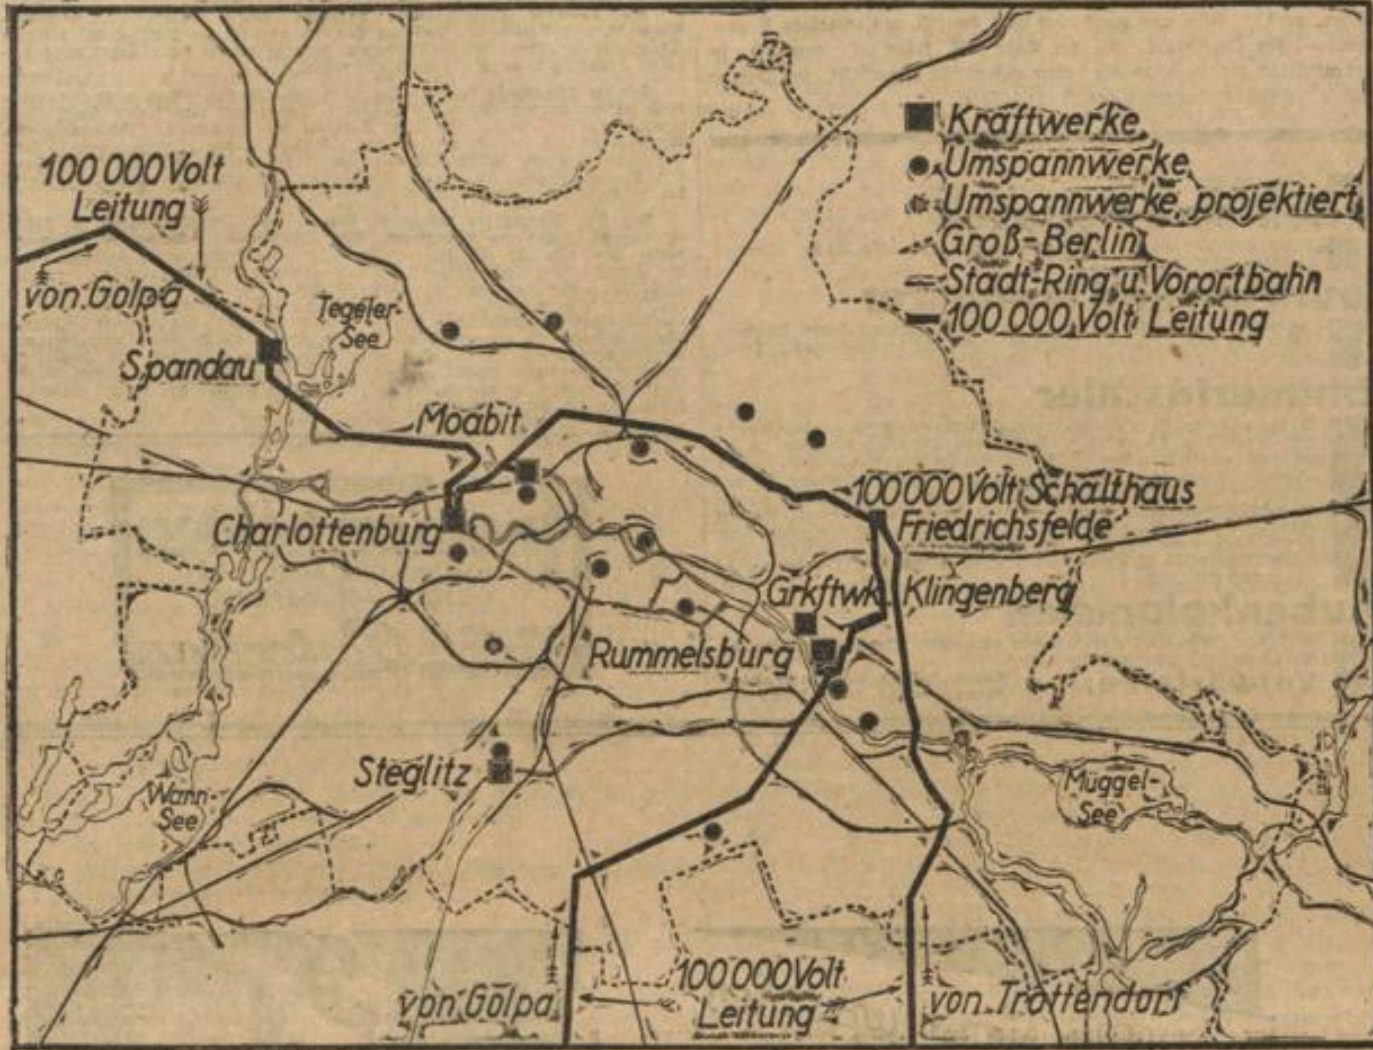 Kraftwerke
Umspannwerke
Umspannwerke, projektiert
Groß-Berlin
Stadt-Ring u. Vorortbahn
100 000 Volt Leitung
100 000 Volt
Leitung
von Golpa
Tegeler-
See
Spandau
Moabit
100 000 Volt Schalthaus
Friedrichsfelde
Charlottenburg
Grkftwk. Klingenberg
Rummelsburg
Steglitz
Wann-
See
Müggel-
See
100 000 Volt
Leitung
von Golpa
von Trattendorf